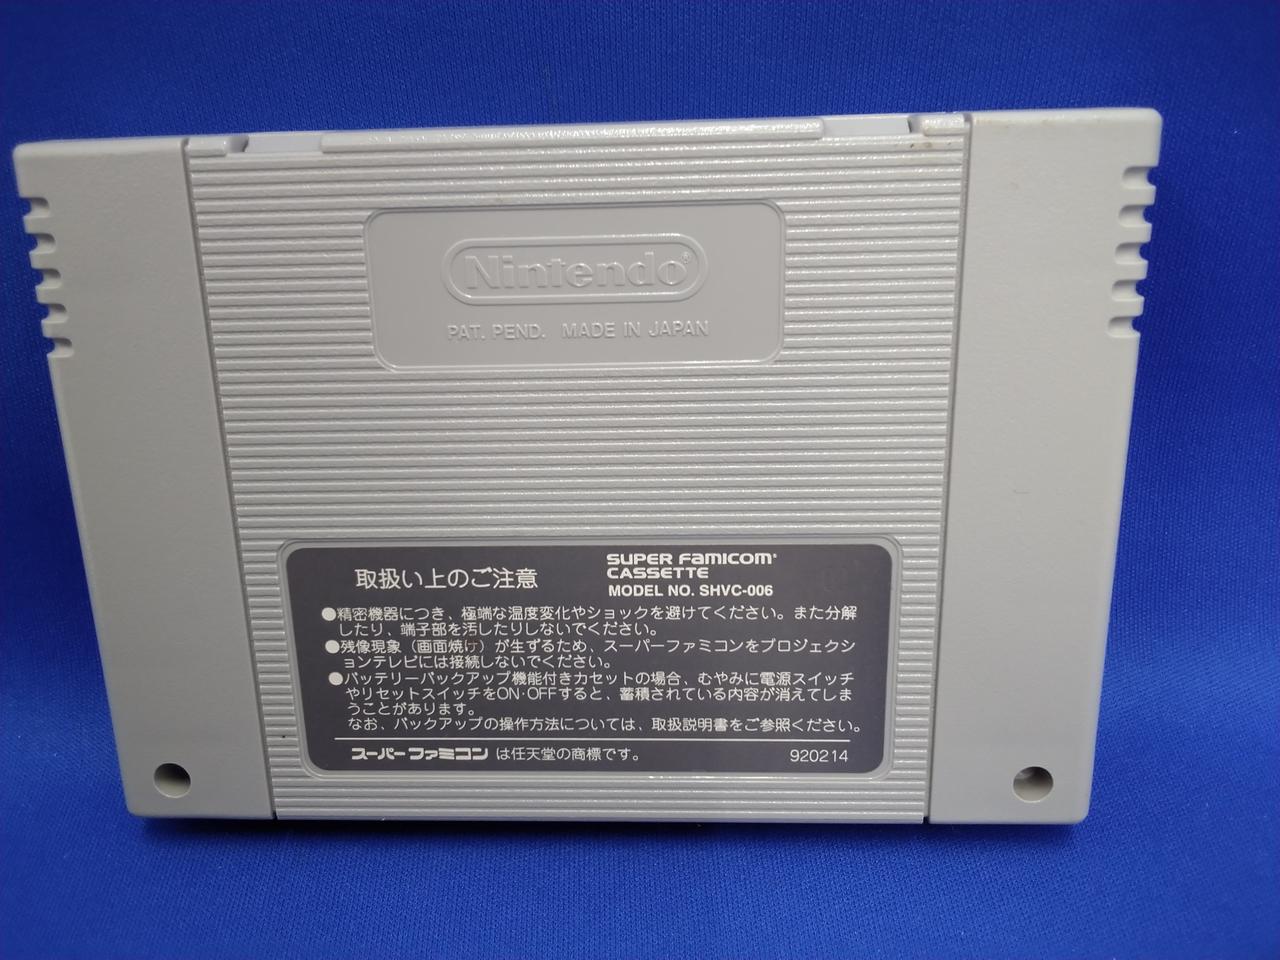 Nintendo®
PAT. PEND. MADE IN JAPAN
取扱い上のご注意
SUPER FAMICOM®
CASSETTE
MODEL NO. SHVC-006
●精密機器につき、極端な温度変化やショックを避けてください。また分解
したり、端子部を汚したりしないでください。
●残像現象（画面焼け）が生ずるため、スーパーファミコンをプロジェクシ
ョンテレビには接続しないでください。
●バッテリーバックアップ機能付きカセットの場合、むやみに電源スイッチ
やリセットスイッチをON・OFFすると、蓄積されている内容が消えてしま
うことがあります。
なお、バックアップの操作方法については、取扱説明書をご参照ください。
スーパーファミコン は任天堂の商標です。
920214